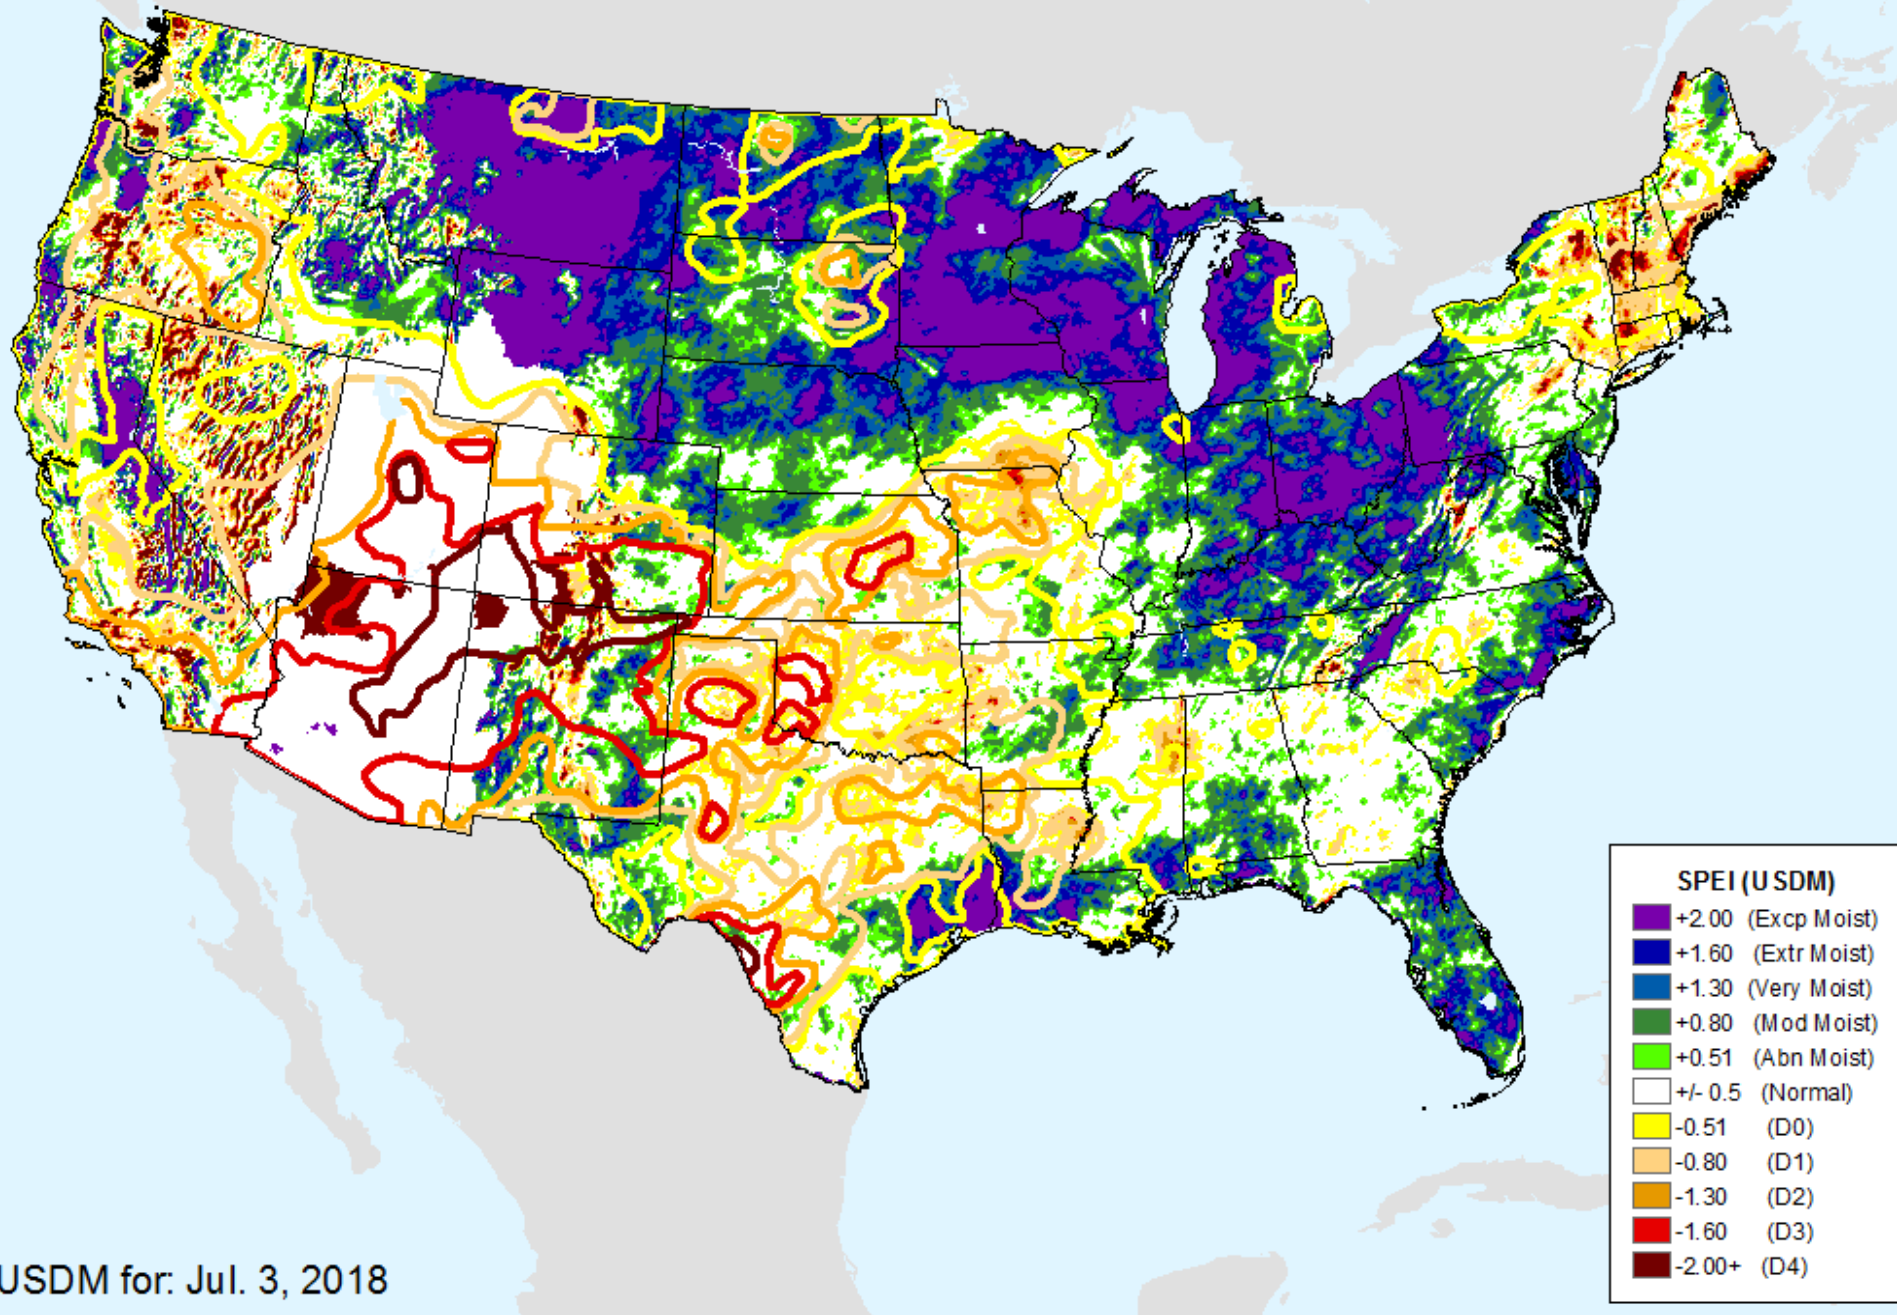 SPEI (USDM)
+2.00 (Excp Moist)
+1.60 (Extr Moist)
+1.30 (Very Moist)
+0.80 (Mod Moist)
+0.51 (Abn Moist)
+/- 0.5 (Normal)
-0.51 (D0)
-0.80 (D1)
-1.30 (D2)
-1.60 (D3)
-2.00+ (D4)
USDM for: Jul. 3, 2018